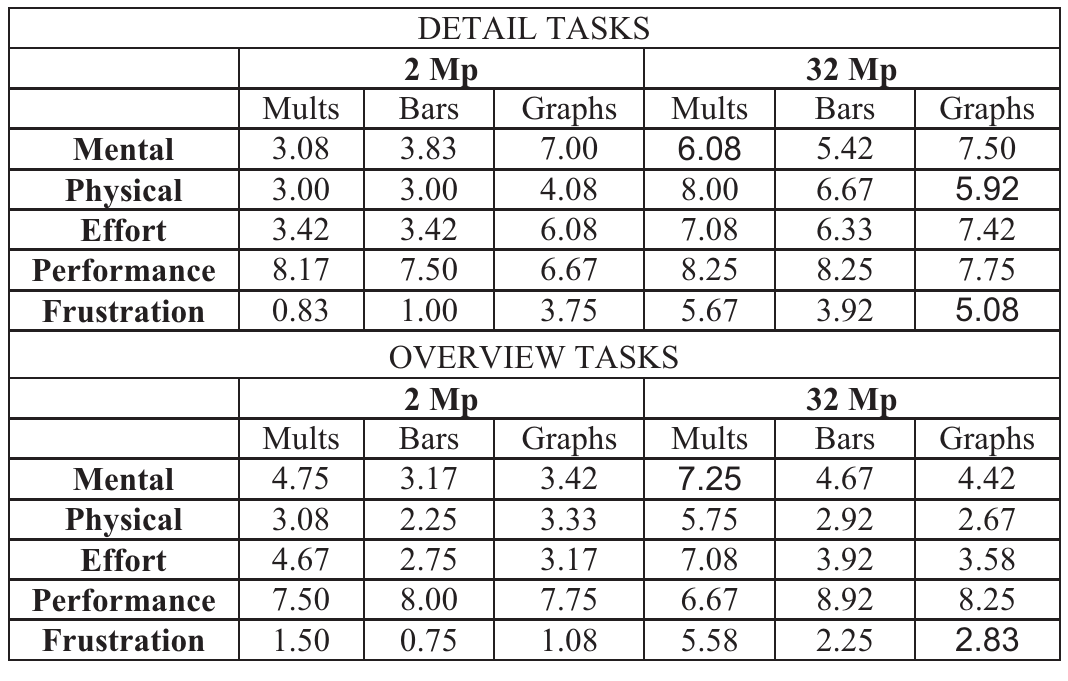 DETAIL TASKS
2 Mp 32 Mp
Mults Bars Graphs Mults Bars Graphs
Mental 3.08 3.83 7.00 6.08 5.42 7.50
Physical 3.00 3.00 4.08 8.00 6.67 5.92
Effort 3.42 3.42 6.08 7.08 6.33 7.42
Performance 8.17 7.50 6.67 8.25 8.25 7.75
Frustration 0.83 1.00 3.75 5.67 3.92 5.08
OVERVIEW TASKS
2 Mp 32 Mp
Mults Bars Graphs Mults Bars Graphs
Mental 4.75 3.17 3.42 7.25 4.67 4.42
Physical 3.08 2.25 3.33 5.75 2.92 2.67
Effort 4.67 2.75 3.17 7.08 3.92 3.58
Performance 7.50 8.00 7.75 6.67 8.92 8.25
Frustration 1.50 0.75 1.08 5.58 2.25 2.83